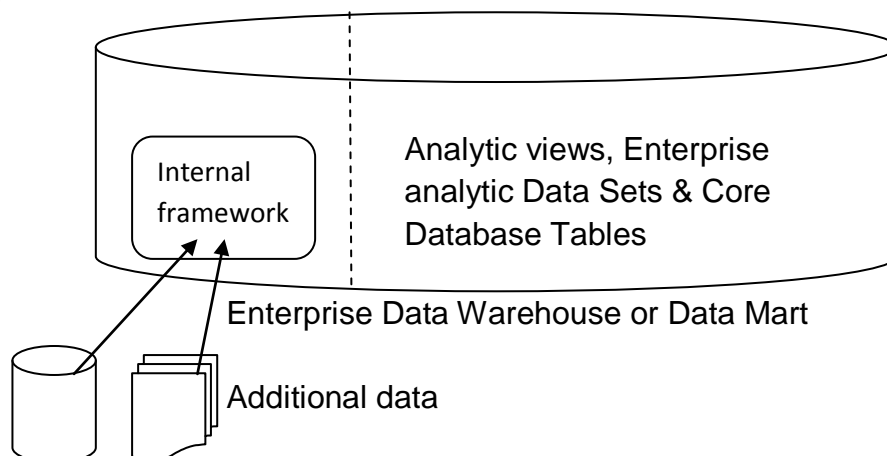 Internal
framework
Analytic views, Enterprise
analytic Data Sets & Core
Database Tables
Enterprise Data Warehouse or Data Mart
Additional data